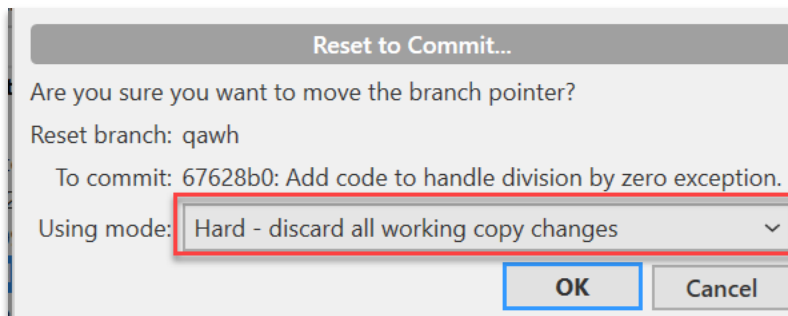 Reset to Commit...
Are you sure you want to move the branch pointer?
Reset branch: qawh
To commit: 67628b0: Add code to handle division by zero exception.
Using mode: Hard - discard all working copy changes
OK Cancel